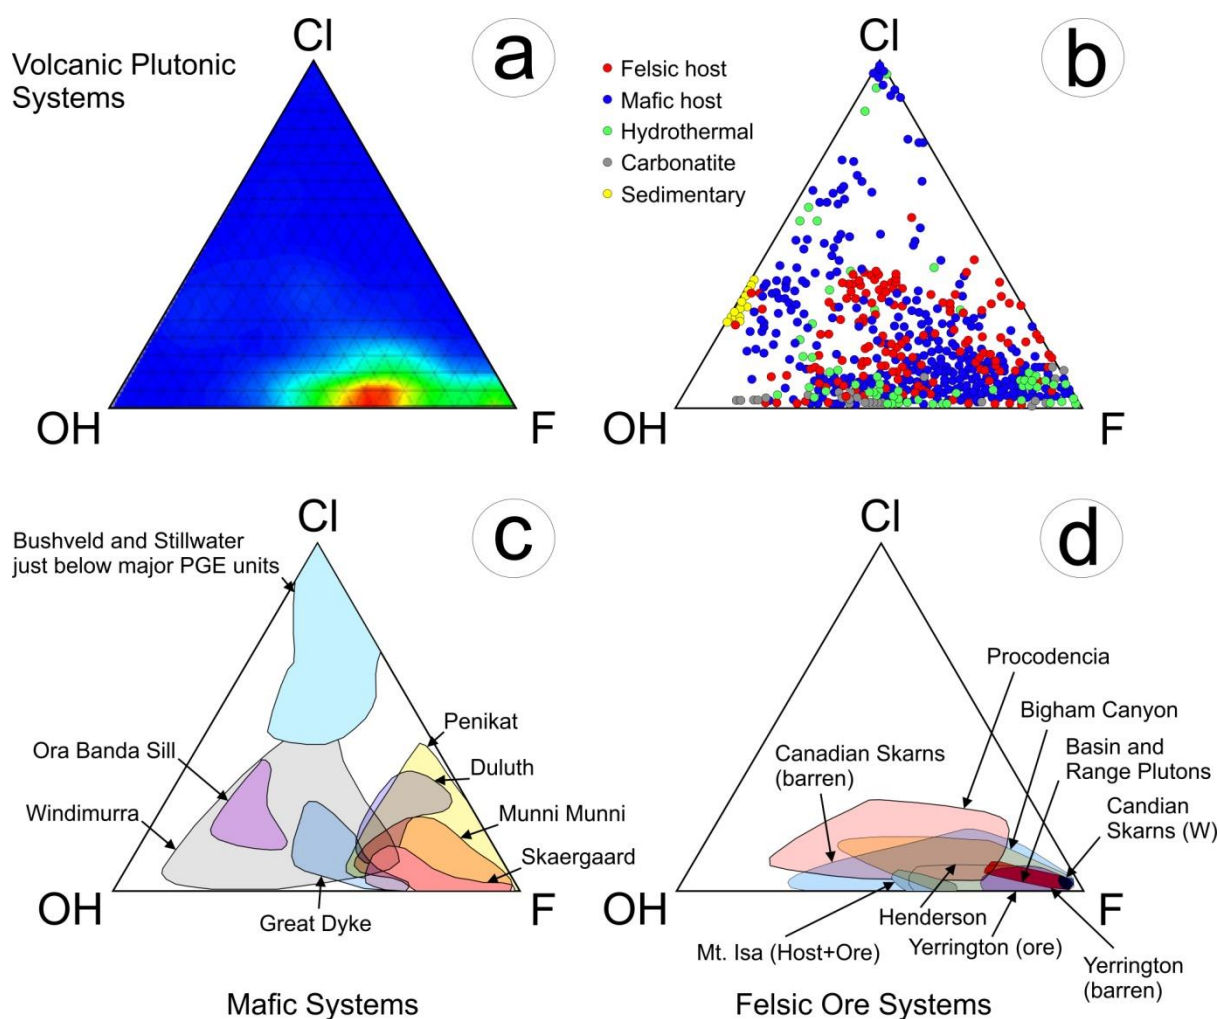 Volcanic Plutonic
Systems
Cl
a
OH
F
Felsic host
Mafic host
Hydrothermal
Carbonatite
Sedimentary
Cl
b
OH
F
Bushveld and Stillwater
just below major PGE units
Cl
c
Ora Banda Sill
Windimurra
Penikat
Duluth
Munni Munni
Skaergaard
OH
Great Dyke
F
Mafic Systems
Cl
d
Procodencia
Bigham Canyon
Canadian Skarns
(barren)
Basin and
Range Plutons
Candian
Skarns (W)
OH
F
Henderson
Mt. Isa (Host+Ore)
Yerrington (ore)
Yerrington
(barren)
Felsic Ore Systems